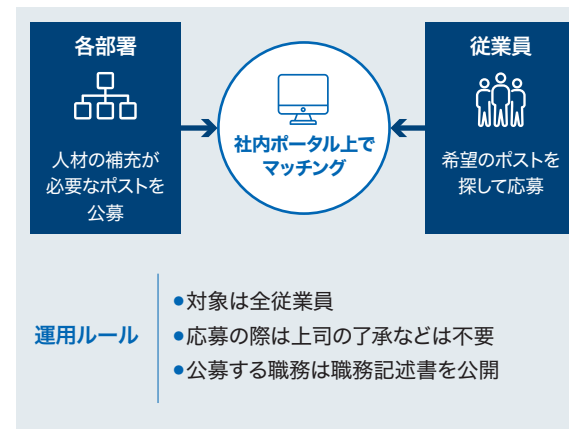 各部署
人材の補充が
必要なポストを
公募
社内ポータル上で
マッチング
従業員
希望のポストを
探して応募
運用ルール
●対象は全従業員
●応募の際は上司の了承などは不要
●公募する職務は職務記述書を公開